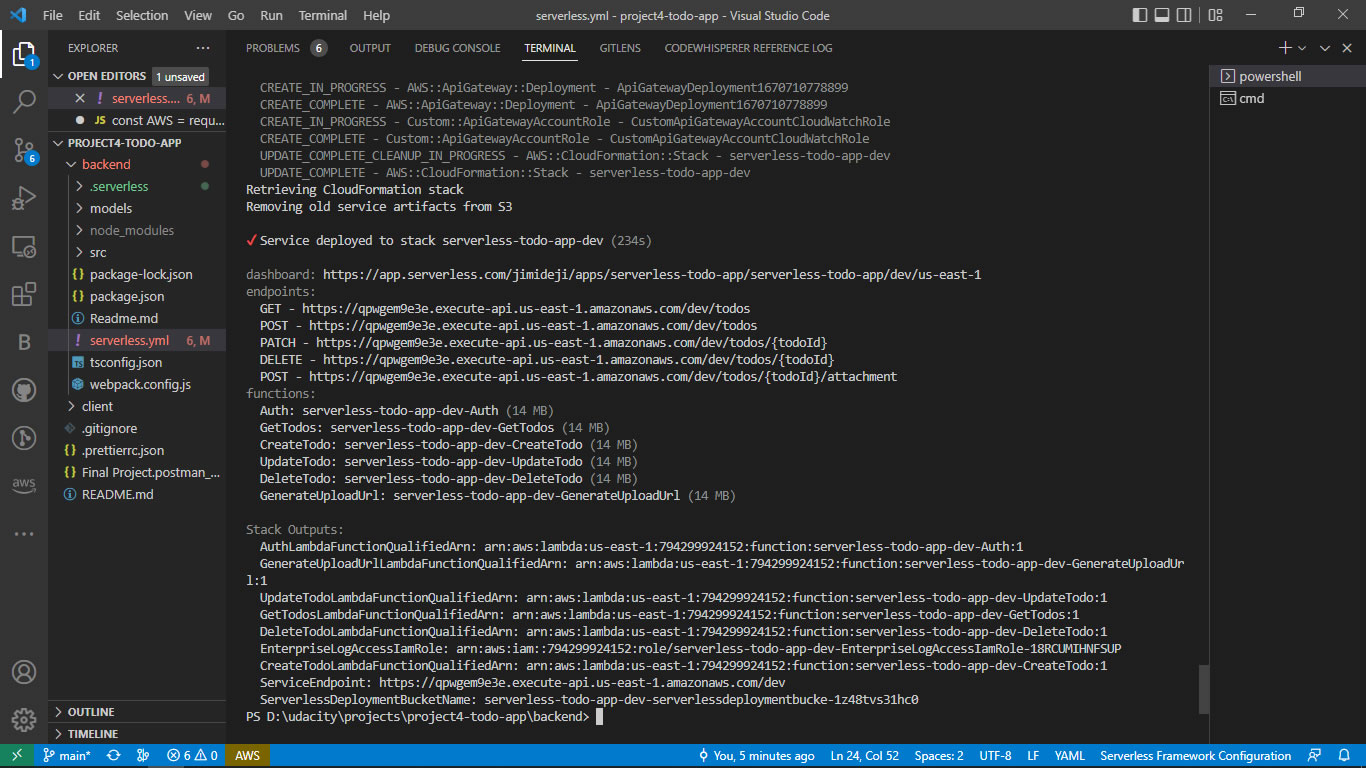 File Edit Selection View Go Run Terminal Help
serverless.yml - project4-todo-app - Visual Studio Code
EXPLORER
OPEN EDITORS 1 unsaved
serverless.... 6, M
JS const AWS = requ...
PROJECT4-TODO-APP
backend
.serverless
models
node_modules
src
package-lock.json
package.json
Readme.md
serverless.yml 6, M
tsconfig.json
webpack.config.js
client
.gitignore
.prettierrc.json
Final Project.postman_...
README.md
OUTLINE
TIMELINE
1
6
B
aws
PROBLEMS 6 OUTPUT DEBUG CONSOLE TERMINAL GITLENS CODEWHISPERER REFERENCE LOG
CREATE_IN_PROGRESS - AWS::ApiGateway::Deployment - ApiGatewayDeployment1670710778899
CREATE_COMPLETE - AWS::ApiGateway::Deployment - ApiGatewayDeployment1670710778899
CREATE_IN_PROGRESS - Custom::ApiGatewayAccountRole - CustomApiGatewayAccountCloudWatchRole
CREATE_COMPLETE - Custom::ApiGatewayAccountRole - CustomApiGatewayAccountCloudWatchRole
UPDATE_COMPLETE_CLEANUP_IN_PROGRESS - AWS::CloudFormation::Stack - serverless-todo-app-dev
UPDATE_COMPLETE - AWS::CloudFormation::Stack - serverless-todo-app-dev
Retrieving CloudFormation stack
Removing old service artifacts from S3
✔Service deployed to stack serverless-todo-app-dev (234s)
dashboard: https://app.serverless.com/jimideji/apps/serverless-todo-app/serverless-todo-app/dev/us-east-1
endpoints:
GET - https://qpwgem9e3e.execute-api.us-east-1.amazonaws.com/dev/todos
POST - https://qpwgem9e3e.execute-api.us-east-1.amazonaws.com/dev/todos
PATCH - https://qpwgem9e3e.execute-api.us-east-1.amazonaws.com/dev/todos/{todoId}
DELETE - https://qpwgem9e3e.execute-api.us-east-1.amazonaws.com/dev/todos/{todoId}
POST - https://qpwgem9e3e.execute-api.us-east-1.amazonaws.com/dev/todos/{todoId}/attachment
functions:
Auth: serverless-todo-app-dev-Auth (14 MB)
GetTodos: serverless-todo-app-dev-GetTodos (14 MB)
CreateTodo: serverless-todo-app-dev-CreateTodo (14 MB)
UpdateTodo: serverless-todo-app-dev-UpdateTodo (14 MB)
DeleteTodo: serverless-todo-app-dev-DeleteTodo (14 MB)
GenerateUploadUrl: serverless-todo-app-dev-GenerateUploadUrl (14 MB)
Stack Outputs:
AuthLambdaFunctionQualifiedArn: arn:aws:lambda:us-east-1:794299924152:function:serverless-todo-app-dev-Auth:1
GenerateUploadUrlLambdaFunctionQualifiedArn: arn:aws:lambda:us-east-1:794299924152:function:serverless-todo-app-dev-GenerateUploadUr
l:1
UpdateTodoLambdaFunctionQualifiedArn: arn:aws:lambda:us-east-1:794299924152:function:serverless-todo-app-dev-UpdateTodo:1
GetTodosLambdaFunctionQualifiedArn: arn:aws:lambda:us-east-1:794299924152:function:serverless-todo-app-dev-GetTodos:1
DeleteTodoLambdaFunctionQualifiedArn: arn:aws:lambda:us-east-1:794299924152:function:serverless-todo-app-dev-DeleteTodo:1
EnterpriseLogAccessIamRole: arn:aws:iam::794299924152:role/serverless-todo-app-dev-EnterpriseLogAccessIamRole-18RCUMIHNFSUP
CreateTodoLambdaFunctionQualifiedArn: arn:aws:lambda:us-east-1:794299924152:function:serverless-todo-app-dev-CreateTodo:1
ServiceEndpoint: https://qpwgem9e3e.execute-api.us-east-1.amazonaws.com/dev
ServerlessDeploymentBucketName: serverless-todo-app-dev-serverlessdeploymentbucke-1z48tvs31hc0
PS D:\udacity\projects\project4-todo-app\backend>
powershell
cmd
main* 6 0 AWS You, 5 minutes ago Ln 24, Col 52 Spaces: 2 UTF-8 LF YAML Serverless Framework Configuration